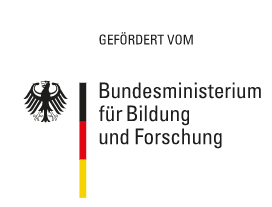 GEFÖRDERT VOM
Bundesministerium
für Bildung
und Forschung